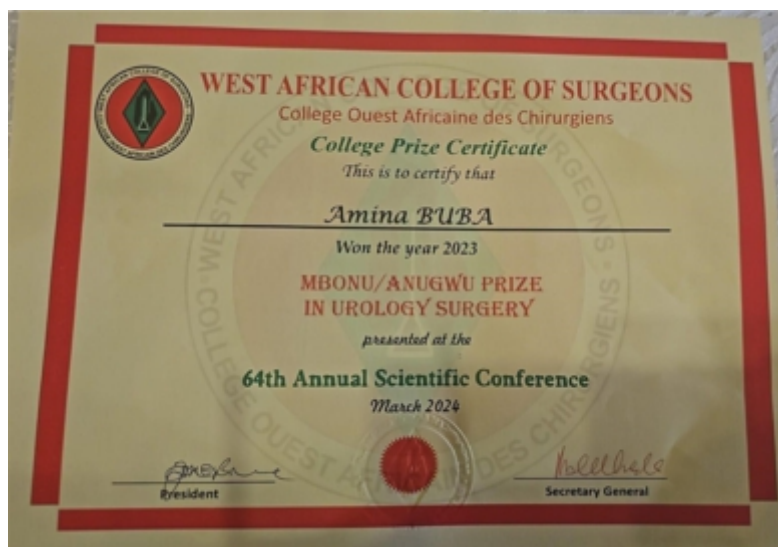 WEST AFRICAN COLLEGE OF SURGEONS
College Ouest Africaine des Chirurgiens
College Prize Certificate
This is to certify that
Amina BUBA
Won the year 2023
MBONU/ANUGWU PRIZE
IN UROLOGY SURGERY
presented at the
64th Annual Scientific Conference
March 2024
President
Secretary General